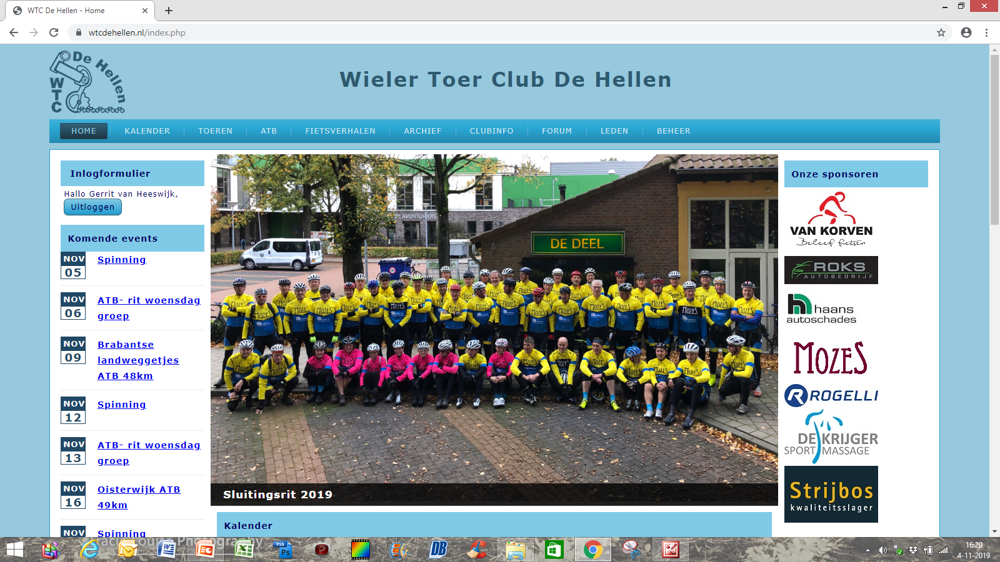 WTC De Hellen - Home
wtcdehellen.nl/index.php
De Hellen
WTC
Wieler Toer Club De Hellen
HOME KALENDER TOEREN ATB FIETSVERHALEN ARCHIEF CLUBINFO FORUM LEDEN BEHEER
Inlogformulier
Hallo Gerrit van Heeswijk,
Uitloggen
Komende events
NOV 05 Spinning
NOV 06 ATB- rit woensdag
groep
NOV 09 Brabantse
landweggetjes
ATB 48km
NOV 12 Spinning
NOV 13 ATB- rit woensdag
groep
NOV 16 Oisterwijk ATB
49km
NOV Spinning
DE AVONTURIERS
DE DEEL
MOZES
Sluitingsrit 2019
Kalender
Onze sponsoren
VAN KORVEN
Beleef fietsen
ROKS
AUTOBEDRIJF
haans
autoschades
MOZES
ROGELLI
DE KRIJGER
SPORT MASSAGE
Strijbos
kwaliteitsslager
Photography
PSD
Ps
DB
16:20
4-11-2019